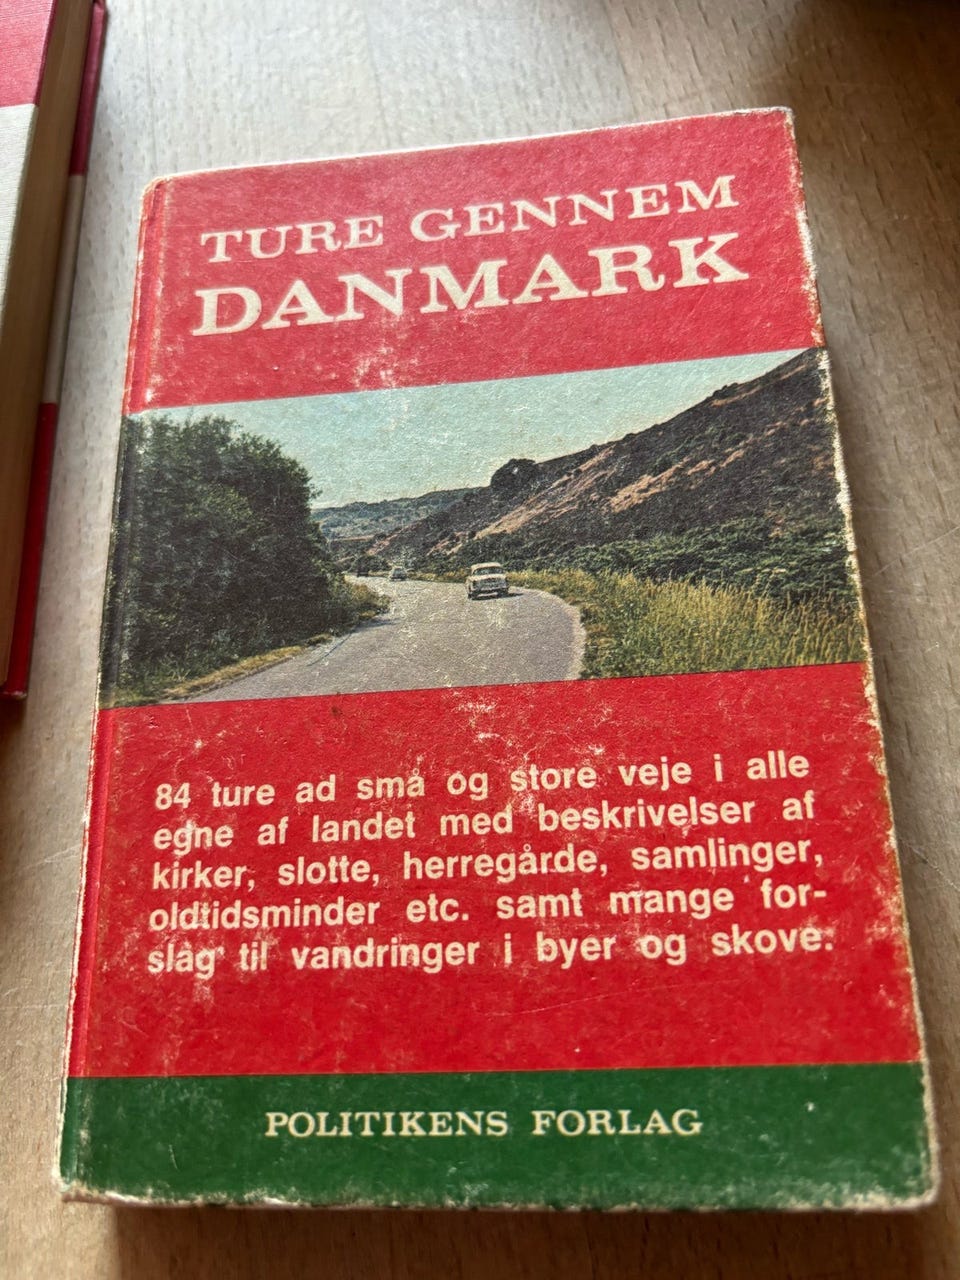 TURE GENNEM
DANMARK
84 ture ad små og store veje i alle
egne af landet med beskrivelser af
kirker, slotte, herregårde, samlinger,
oldtidsminder etc. samt mange for-
slag til vandringer i byer og skove.
POLITIKENS FORLAG